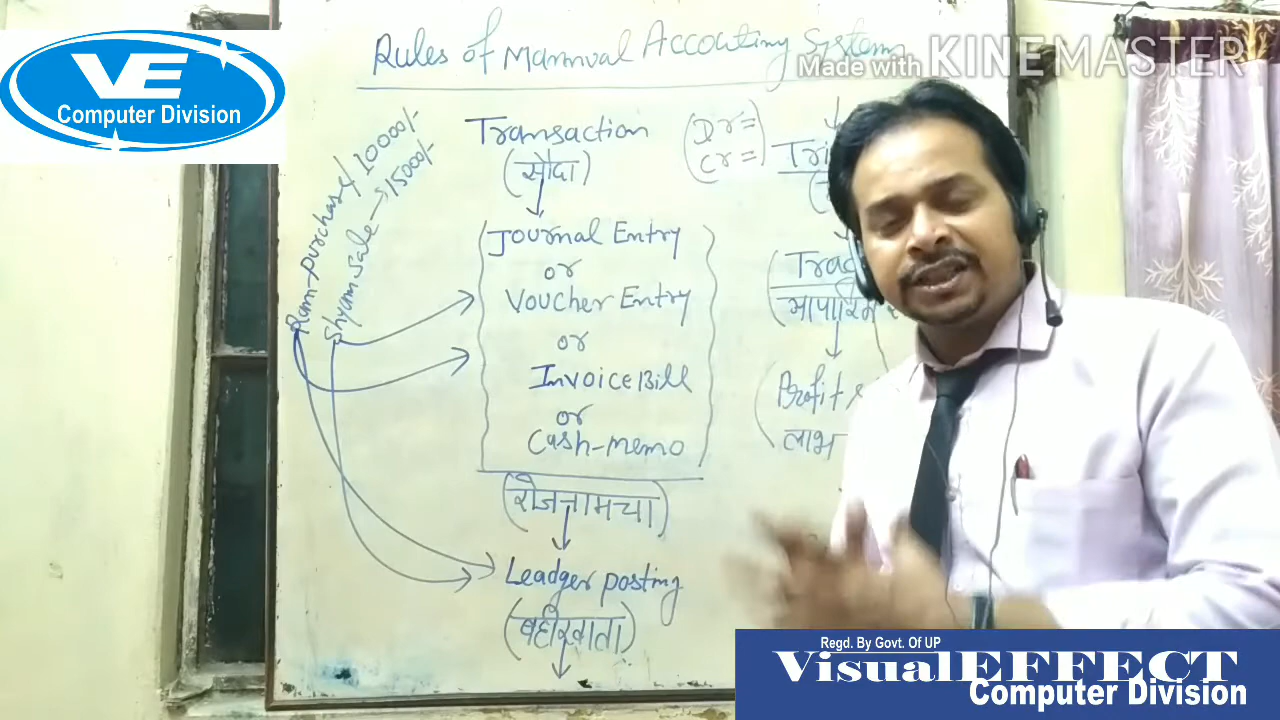 VE
Computer Division
Rules of Mannual Accouting System
Made with KINEMASTER
Ram-purchase/ 10000/-
Shyam sale → 15000/-
Transaction
(सौदा)
Journal Entry
or
Voucher Entry
or
Invoice Bill
or
Cash-memo
(रोजनामचा)
Leadger posting
(बहीखाता)
(Dr=
Cr=)
Profit &
लाभ
Regd. By Govt. Of UP
VisualEFFECT
Computer Division